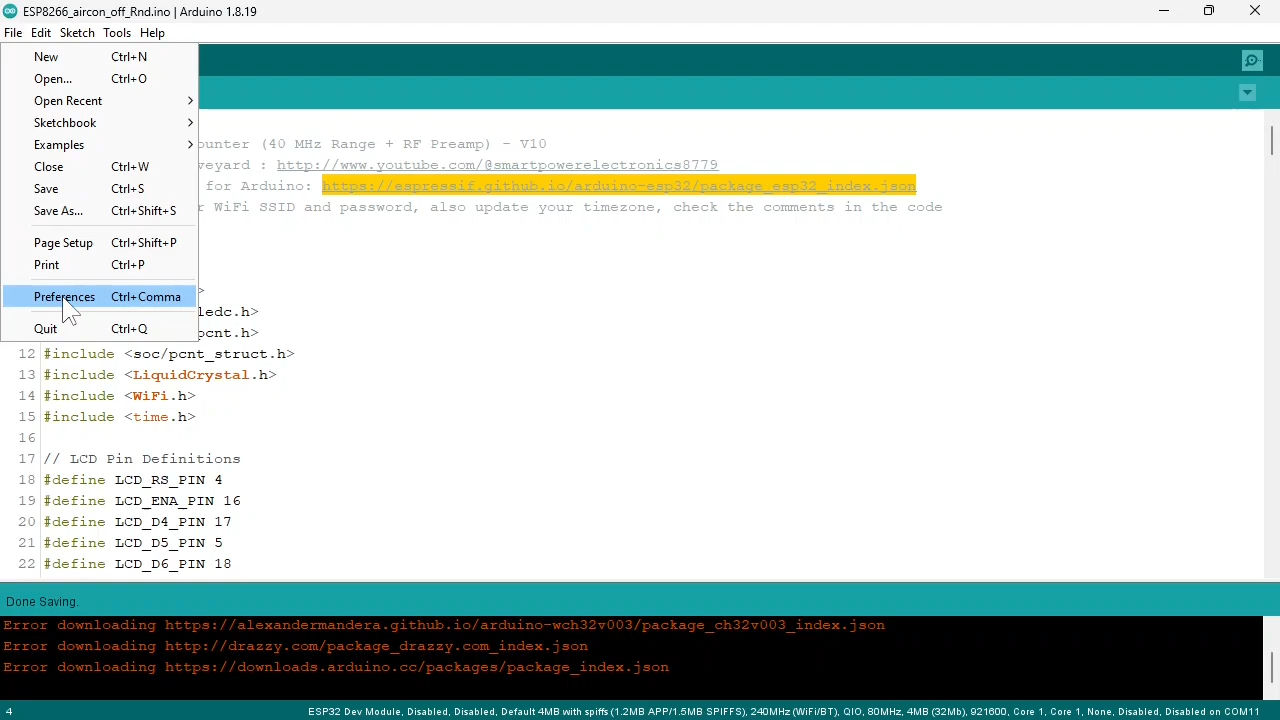 ESP8266_aircon_off_Rnd.ino | Arduino 1.8.19
File Edit Sketch Tools Help
New Ctrl+N
Open... Ctrl+O
Open Recent
Sketchbook
Examples
Close Ctrl+W
Save Ctrl+S
Save As... Ctrl+Shift+S
Page Setup Ctrl+Shift+P
Print Ctrl+P
Preferences Ctrl+Comma
Quit Ctrl+Q
ounter (40 MHz Range + RF Preamp) - V10
veyard : http://www.youtube.com/@smartpowerelectronics8779
for Arduino: https://espressif.github.io/arduino-esp32/package_esp32_index.json
r WiFi SSID and password, also update your timezone, check the comments in the code
>
ledc.h>
pcnt.h>
12 #include <soc/pcnt_struct.h>
13 #include <LiquidCrystal.h>
14 #include <WiFi.h>
15 #include <time.h>
16
17 // LCD Pin Definitions
18 #define LCD_RS_PIN 4
19 #define LCD_ENA_PIN 16
20 #define LCD_D4_PIN 17
21 #define LCD_D5_PIN 5
22 #define LCD_D6_PIN 18
Done Saving.
Error downloading https://alexandermandera.github.io/arduino-wch32v003/package_ch32v003_index.json
Error downloading http://drazzy.com/package_drazzy.com_index.json
Error downloading https://downloads.arduino.cc/packages/package_index.json
4 ESP32 Dev Module, Disabled, Disabled, Default 4MB with spiffs (1.2MB APP/1.5MB SPIFFS), 240MHz (WiFi/BT), QIO, 80MHz, 4MB (32Mb), 921600, Core 1, Core 1, None, Disabled, Disabled on COM11